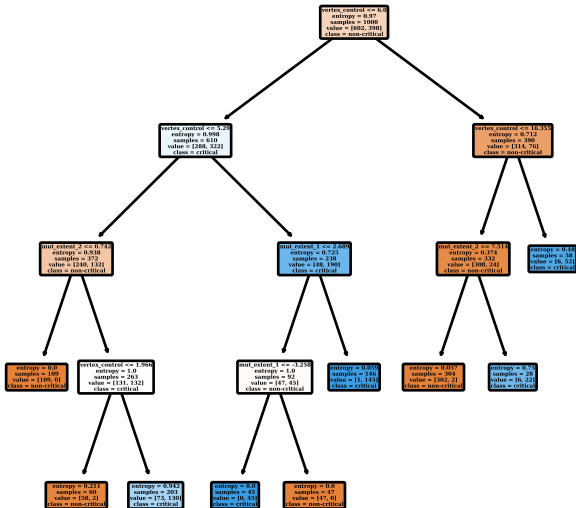 vertex_control <= 6.0
entropy = 0.97
samples = 1000
value = [602, 398]
class = non-critical
vertex_control <= 5.29
entropy = 0.998
samples = 610
value = [288, 322]
class = critical
vertex_control <= 16.355
entropy = 0.712
samples = 390
value = [314, 76]
class = non-critical
mut_extent_2 <= 0.742
entropy = 0.938
samples = 372
value = [240, 132]
class = non-critical
mut_extent_1 <= 2.689
entropy = 0.725
samples = 238
value = [48, 190]
class = critical
mut_extent_2 <= 7.514
entropy = 0.374
samples = 332
value = [308, 24]
class = non-critical
entropy = 0.48
samples = 58
value = [6, 52]
class = critical
entropy = 0.0
samples = 109
value = [109, 0]
class = non-critical
vertex_control <= 1.966
entropy = 1.0
samples = 263
value = [131, 132]
class = critical
mut_extent_1 <= -3.258
entropy = 1.0
samples = 92
value = [47, 45]
class = non-critical
entropy = 0.059
samples = 146
value = [1, 145]
class = critical
entropy = 0.057
samples = 304
value = [302, 2]
class = non-critical
entropy = 0.75
samples = 28
value = [6, 22]
class = critical
entropy = 0.211
samples = 60
value = [58, 2]
class = non-critical
entropy = 0.942
samples = 203
value = [73, 130]
class = critical
entropy = 0.0
samples = 45
value = [0, 45]
class = critical
entropy = 0.0
samples = 47
value = [47, 0]
class = non-critical